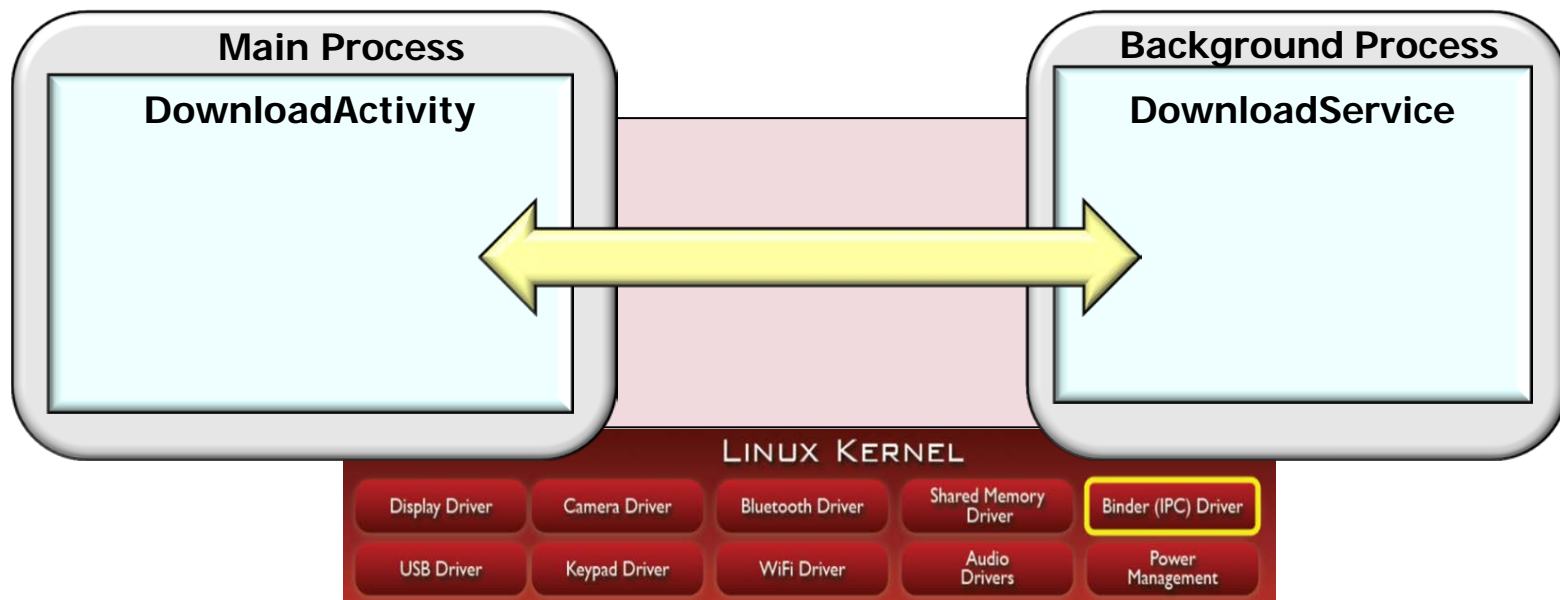 Main Process
DownloadActivity
Background Process
DownloadService
LINUX KERNEL
Display Driver
Camera Driver
Bluetooth Driver
Shared Memory
Driver
Binder (IPC) Driver
USB Driver
Keypad Driver
WiFi Driver
Audio
Drivers
Power
Management